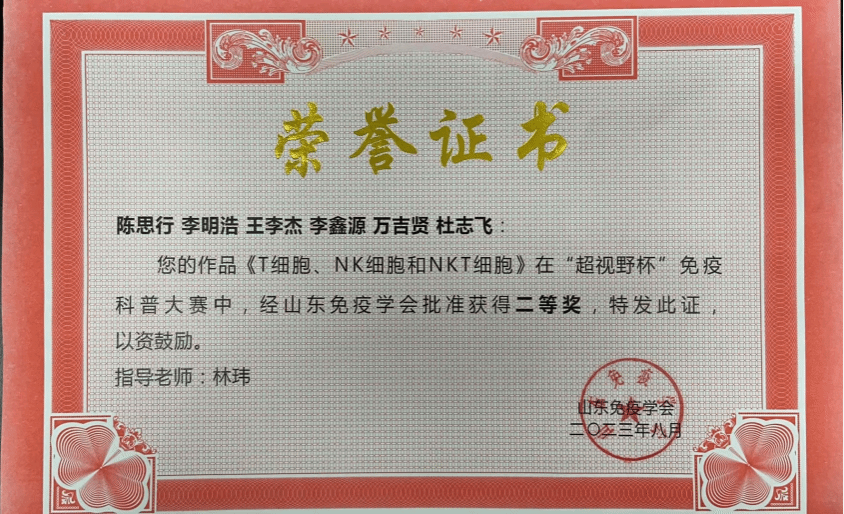 荣誉证书
陈思行 李明浩 王李杰 李鑫源 万吉贤 杜志飞：
您的作品《T细胞、NK细胞和NKT细胞》在“超视野杯”免疫
科普大赛中，经山东免疫学会批准获得二等奖，特发此证，
以资鼓励。
指导老师：林玮
山东免疫学会
二〇二三年八月